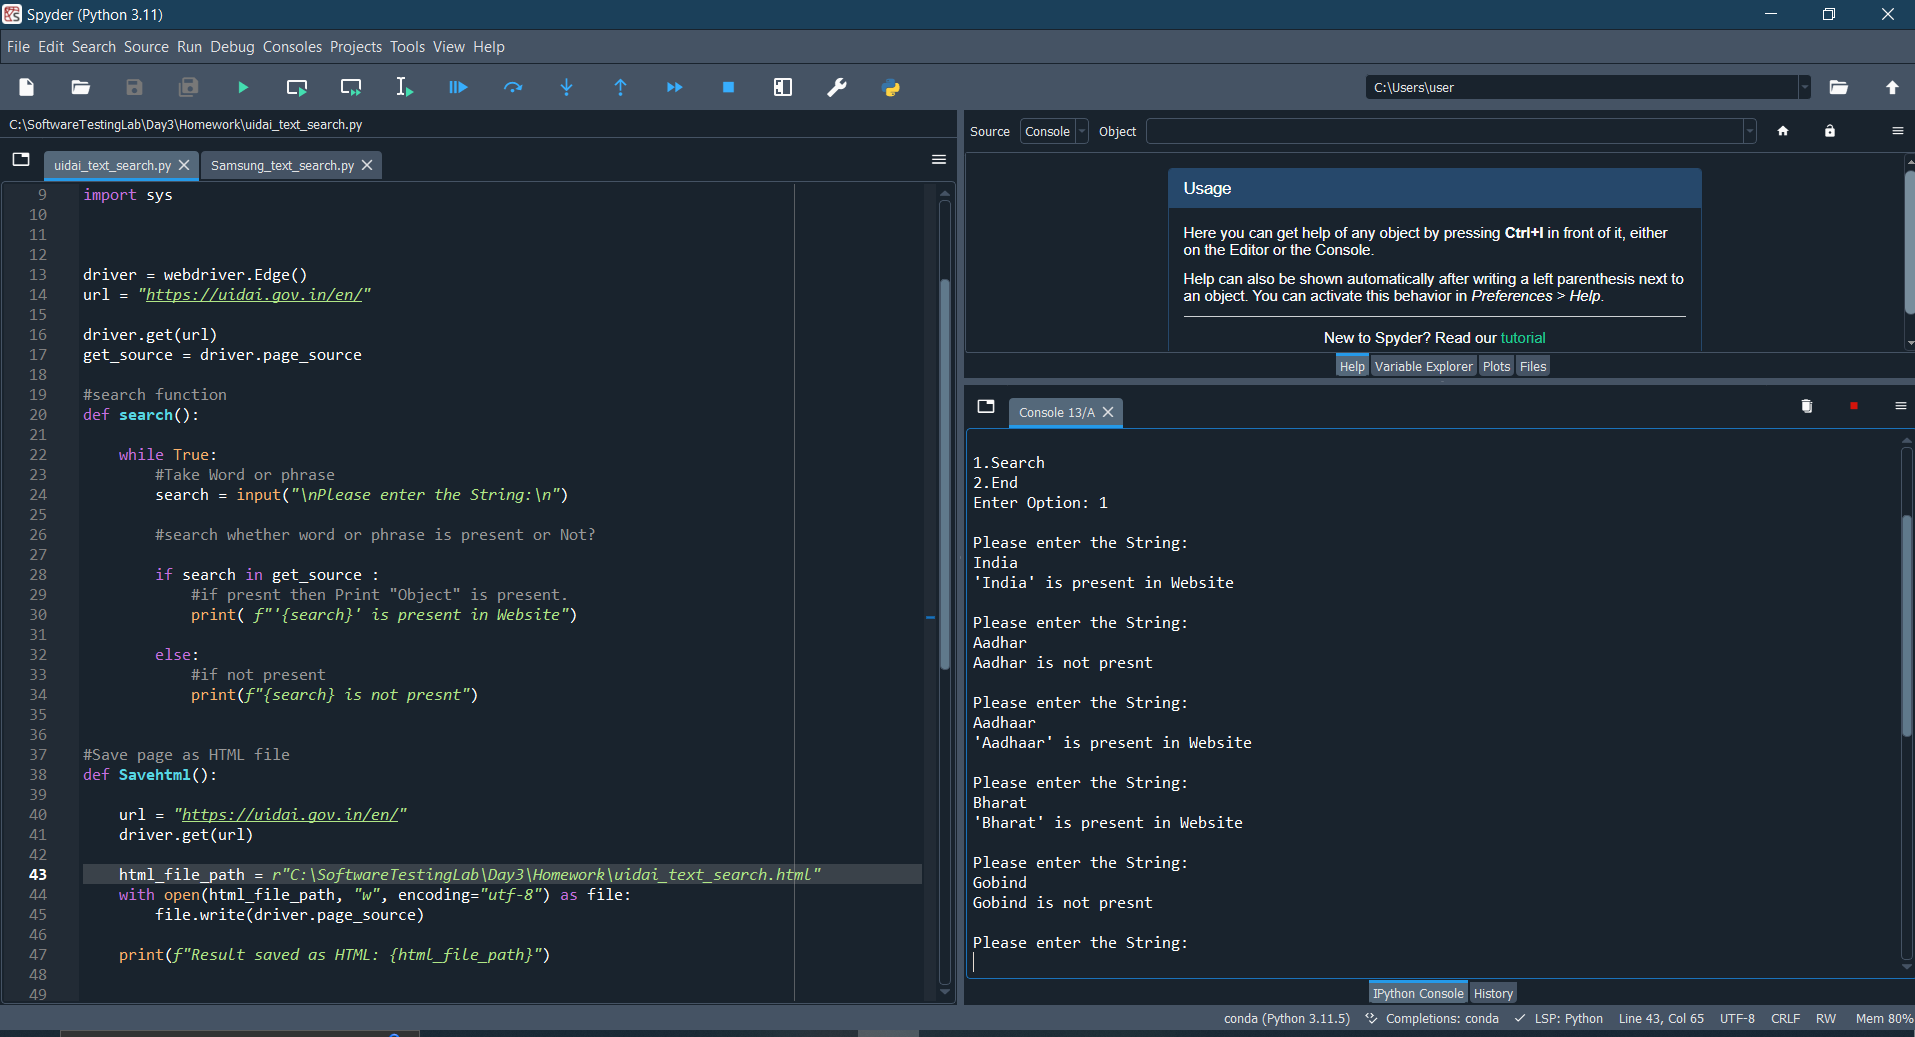 Spyder (Python 3.11)
File Edit Search Source Run Debug Consoles Projects Tools View Help
C:\Users\user
C:\SoftwareTestingLab\Day3\Homework\uidai_text_search.py
uidai_text_search.py
Samsung_text_search.py
9 import sys
10
11
12
13 driver = webdriver.Edge()
14 url = "https://uidai.gov.in/en/"
15
16 driver.get(url)
17 get_source = driver.page_source
18
19 #search function
20 def search():
21
22 while True:
23 #Take Word or phrase
24 search = input("\nPlease enter the String:\n")
25
26 #search whether word or phrase is present or Not?
27
28 if search in get_source :
29 #if presnt then Print "Object" is present.
30 print( f"'{search}' is present in Website")
31
32 else:
33 #if not present
34 print(f"{search} is not presnt")
35
36
37 #Save page as HTML file
38 def Savehtml():
39
40 url = "https://uidai.gov.in/en/"
41 driver.get(url)
42
43 html_file_path = r"C:\SoftwareTestingLab\Day3\Homework\uidai_text_search.html"
44 with open(html_file_path, "w", encoding="utf-8") as file:
45 file.write(driver.page_source)
46
47 print(f"Result saved as HTML: {html_file_path}")
48
49
Source Console Object
Usage
Here you can get help of any object by pressing Ctrl+I in front of it, either
on the Editor or the Console.
Help can also be shown automatically after writing a left parenthesis next to
an object. You can activate this behavior in Preferences > Help.
New to Spyder? Read our tutorial
Help Variable Explorer Plots Files
Console 13/A
1.Search
2.End
Enter Option: 1
Please enter the String:
India
'India' is present in Website
Please enter the String:
Aadhar
Aadhar is not presnt
Please enter the String:
Aadhaar
'Aadhaar' is present in Website
Please enter the String:
Bharat
'Bharat' is present in Website
Please enter the String:
Gobind
Gobind is not presnt
Please enter the String:
IPython Console History
conda (Python 3.11.5) Completions: conda LSP: Python Line 43, Col 65 UTF-8 CRLF RW Mem 80%